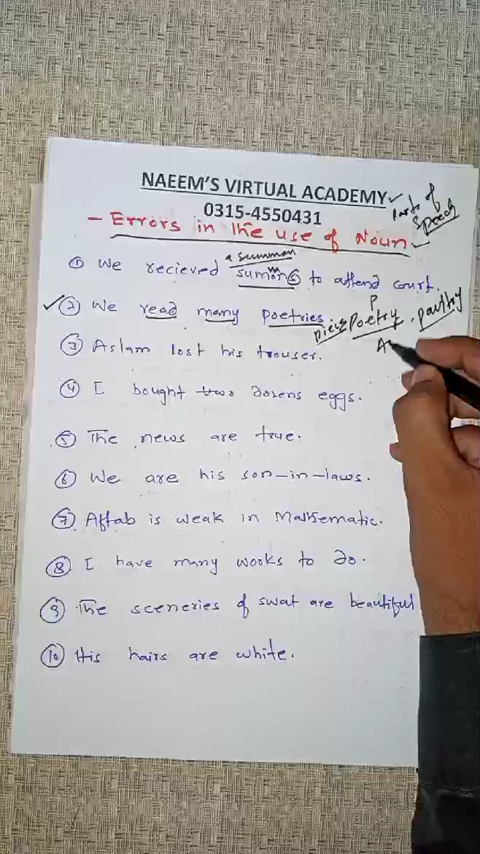 NAEEM'S VIRTUAL ACADEMY
Parts of Speech
0315-4550431
- Errors in the use of Noun
a summon
① We recieved summons to attend court.
② We read many poetries
P
Poetry . poultry
A
③ Aslam lost his trouser.
④ I bought two dozens eggs.
⑤ The news are true.
⑥ We are his son-in-laws.
⑦ Aftab is weak in Mathematic.
⑧ I have many works to do.
⑨ The sceneries of swat are beautiful
⑩ His hairs are white.